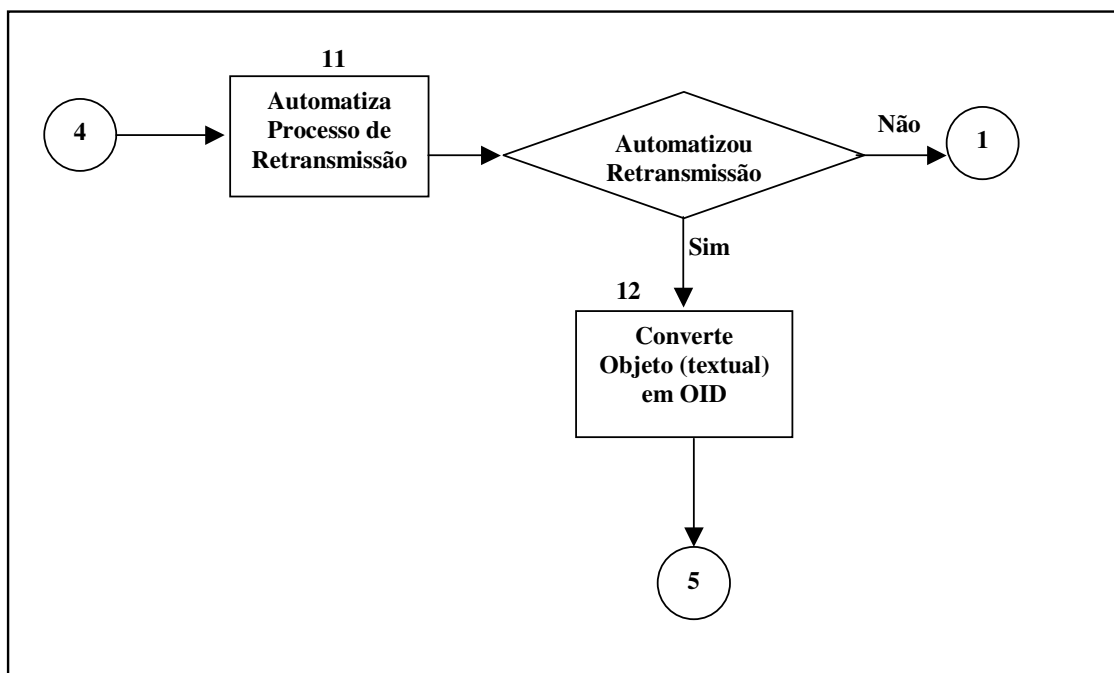 11
4
Automatiza
Processo de
Retransmissão
Automatizou
Retransmissão
Não
1
Sim
12
Converte
Objeto (textual)
em OID
5